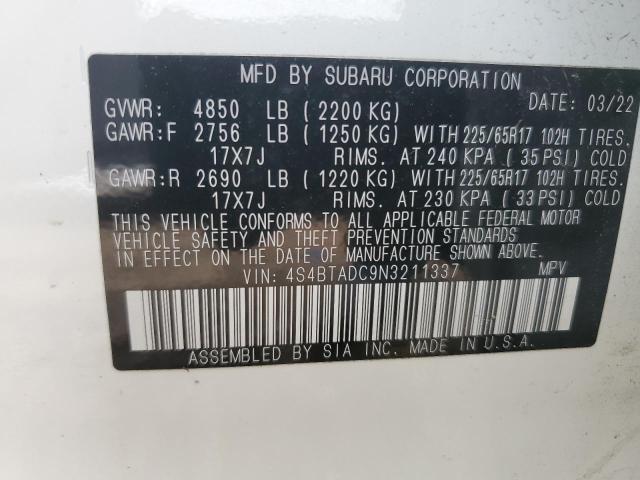 MFD BY SUBARU CORPORATION
DATE: 03/22
GVWR: 4850 LB ( 2200 KG)
GAWR:F 2756 LB ( 1250 KG) WITH 225/65R17 102H TIRES.
17X7J RIMS. AT 240 KPA ( 35 PSI) COLD
GAWR:R 2690 LB ( 1220 KG) WITH 225/65R17 102H TIRES.
17X7J RIMS. AT 230 KPA ( 33 PSI) COLD
THIS VEHICLE CONFORMS TO ALL APPLICABLE FEDERAL MOTOR
VEHICLE SAFETY AND THEFT PREVENTION STANDARDS
IN EFFECT ON THE DATE OF MANUFACTURE SHOWN ABOVE.
VIN: 4S4BTADC9N3211337 MPV
ASSEMBLED BY SIA INC. MADE IN U.S.A.